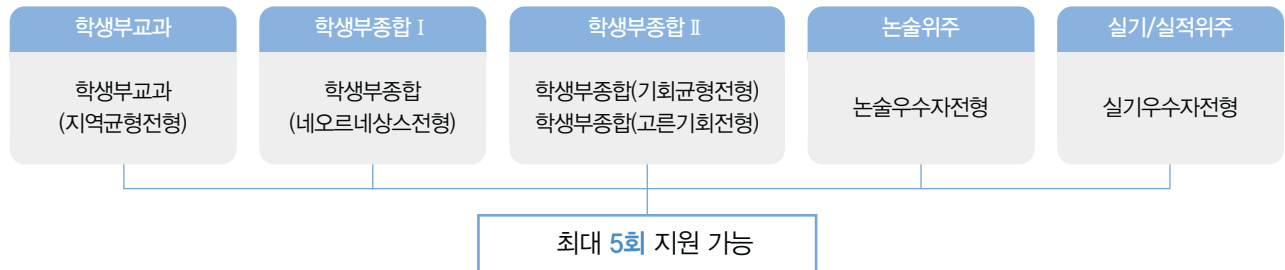 학생부교과
학생부교과
(지역균형전형)
학생부종합 Ⅰ
학생부종합
(네오르네상스전형)
학생부종합 Ⅱ
학생부종합(기회균형전형)
학생부종합(고른기회전형)
논술위주
논술우수자전형
실기/실적위주
실기우수자전형
최대 5회 지원 가능